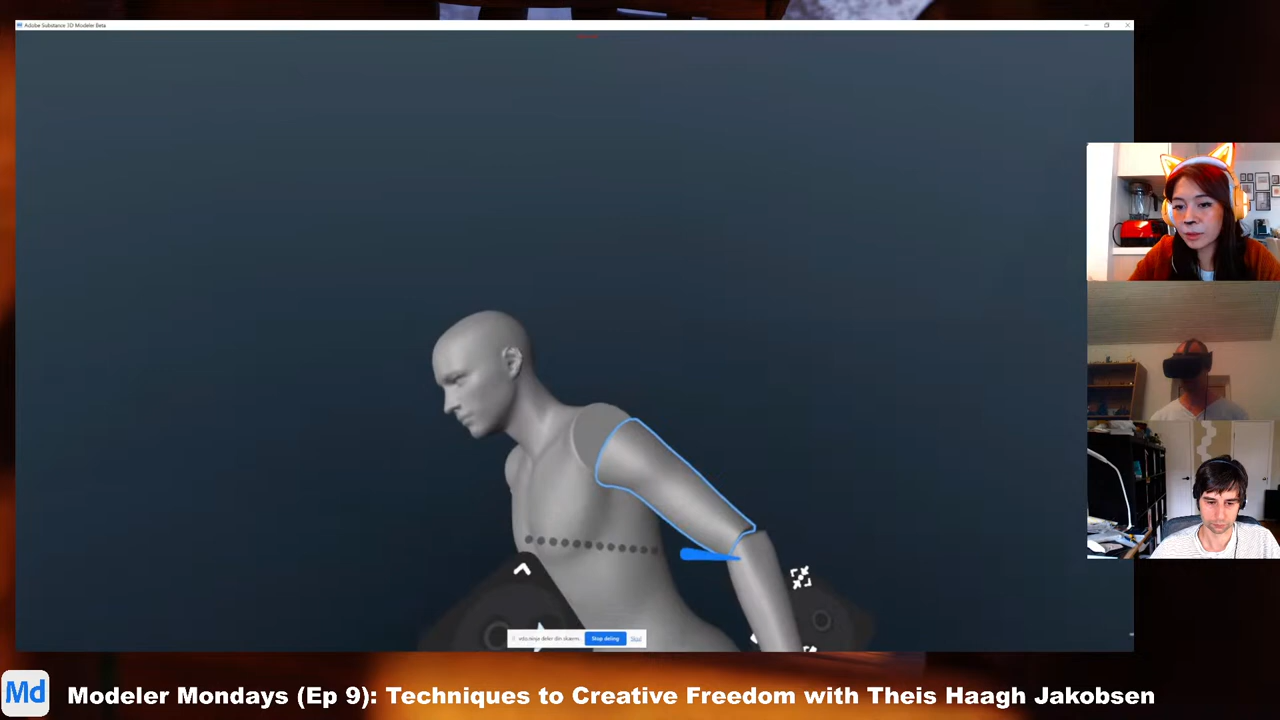 Adobe Substance 3D Modeler Beta
Stop deling
Skjul
Md
Modeler Mondays (Ep 9): Techniques to Creative Freedom with Theis Haagh Jakobsen